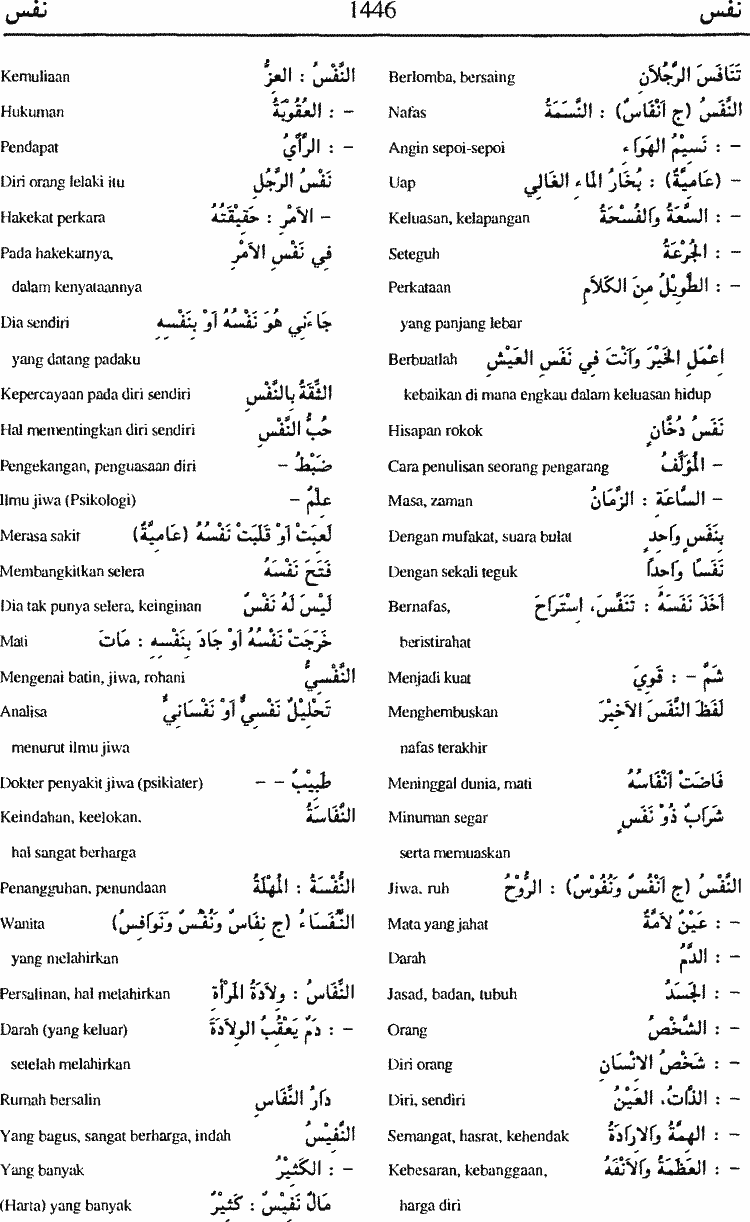 نفس 1446 نفس
تَنَافَسَ الرَّجُلاَنِ Berlomba, bersaing
النَّفَسُ (ج اَنْفَاسٌ) : النَّسَمَةُ Nafas
- : نَسِيْمُ الهَوَاءِ Angin sepoi-sepoi
- (عَامِيَّةٌ) : بُخَارُ المَاءِ الغَالِي Uap
- : السَّعَةُ وَالفُسْحَةُ Keluasan, kelapangan
- : الجُرْعَةُ Seteguh
- : الطَّوِيْلُ مِنَ الكَلاَمِ Perkataan
yang panjang lebar
اِعْمَلِ الخَيْرَ وَاَنْتَ فِي نَفَسِ العَيْشِ Berbuatlah
kebaikan di mana engkau dalam keluasan hidup
نَفَسُ دُخَّانٍ Hisapan rokok
- المُؤَلِّفُ Cara penulisan seorang pengarang
- السَّاعَةِ : الزَّمَانُ Masa, zaman
بِنَفَسٍ وَاحِدٍ Dengan mufakat, suara bulat
نَفَسًا وَاحِداً Dengan sekali teguk
اَخَذَ نَفَسَهُ : تَنَفَّسَ، اِسْتَرَاحَ Bernafas,
beristirahat
شَمَّ - : قَوِيَ Menjadi kuat
لَفَظَ النَّفَسَ الاَخِيْرَ Menghembuskan
nafas terakhir
فَاضَتْ اَنْفَاسُهُ Meninggal dunia, mati
شَرَابٌ ذُوْ نَفَسٍ Minuman segar
serta memuaskan
النَّفْسُ (ج اَنْفُسٌ وَنُفُوْسٌ) : الرُّوْحُ Jiwa, ruh
- : عَيْنٌ لاَمَّةٌ Mata yang jahat
- : الدَّمُ Darah
- : الجَسَدُ Jasad, badan, tubuh
- : الشَّخْصُ Orang
- : شَخْصُ الاِنْسَانِ Diri orang
- : الذَّاتُ، العَيْنُ Diri, sendiri
- : الهِمَّةُ وَالاِرَادَةُ Semangat, hasrat, kehendak
- : العَظَمَةُ وَالاَنَفَةُ Kebesaran, kebanggaan,
harga diri
النَّفْسُ : العِزُّ Kemuliaan
- : العُقُوْبَةُ Hukuman
- : الرَّأْيُ Pendapat
نَفْسُ الرَّجُلِ Diri orang lelaki itu
- الاَمْرِ : حَقِيْقَتُهُ Hakekat perkara
فِي نَفْسِ الاَمْرِ Pada hakekatnya,
dalam kenyataannya
جَاءَنِي هُوَ نَفْسُهُ اَوْ بِنَفْسِهِ Dia sendiri
yang datang padaku
الثِّقَةُ بِالنَّفْسِ Kepercayaan pada diri sendiri
حُبُّ النَّفْسِ Hal mementingkan diri sendiri
ضَبْطُ - Pengekangan, penguasaan diri
عِلْمُ - Ilmu jiwa (Psikologi)
لَعِبَتْ اَوْ قَلَبَتْ نَفْسُهُ (عَامِيَّةٌ) Merasa sakit
فَتَحَ نَفْسَهُ Membangkitkan selera
لَيْسَ لَهُ نَفْسٌ Dia tak punya selera, keinginan
خَرَجَتْ نَفْسُهُ اَوْ جَادَ بِنَفْسِهِ : مَاتَ Mati
النَّفْسِيُّ Mengenai batin, jiwa, rohani
تَحْلِيْلٌ نَفْسِيٌّ اَوْ نَفْسَانِيٌّ Analisa
menurut ilmu jiwa
طَبِيْبٌ - - Dokter penyakit jiwa (psikiater)
النَّفَاسَةُ Keindahan, keelokan,
hal sangat berharga
النُّفْسَةُ : المُهْلَةُ Penangguhan, penundaan
النُّفَسَاءُ (ج نِفَاسٌ وَنُفُسٌ وَنَوَافِسُ) Wanita
yang melahirkan
النِّفَاسُ : وِلاَدَةُ المَرْأَةِ Persalinan, hal melahirkan
- : دَمٌ يَعْقُبُ الوِلاَدَةَ Darah (yang keluar)
setelah melahirkan
دَارُ النِّفَاسِ Rumah bersalin
النَّفِيْسُ Yang bagus, sangat berharga, indah
- : الكَثِيْرُ Yang banyak
مَالٌ نَفِيْسٌ : كَثِيْرٌ (Harta) yang banyak